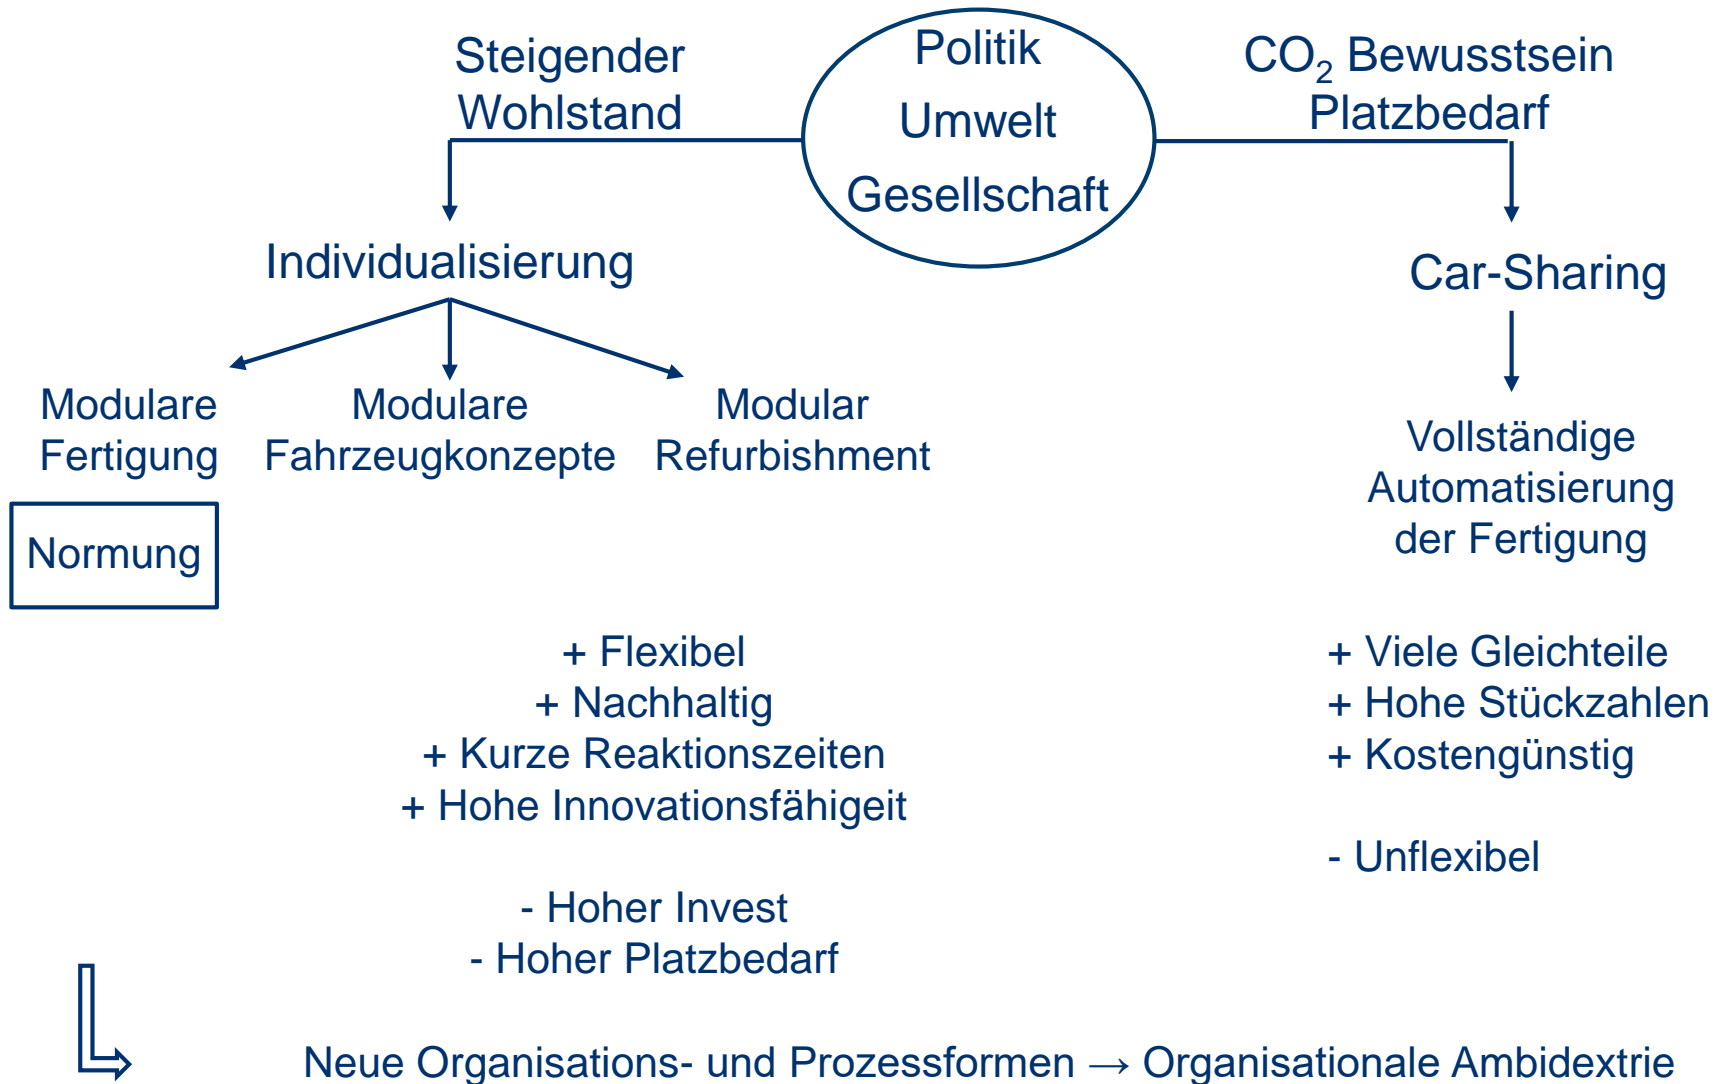 Steigender
Wohlstand
Politik
Umwelt
Gesellschaft
CO₂ Bewusstsein
Platzbedarf
Individualisierung
Car-Sharing
Modulare
Fertigung
Modulare
Fahrzeugkonzepte
Modular
Refurbishment
Vollständige
Automatisierung
der Fertigung
Normung
+ Flexibel
+ Nachhaltig
+ Kurze Reaktionszeiten
+ Hohe Innovationsfähigeit
- Hoher Invest
- Hoher Platzbedarf
+ Viele Gleichteile
+ Hohe Stückzahlen
+ Kostengünstig
- Unflexibel
Neue Organisations- und Prozessformen → Organisationale Ambidextrie